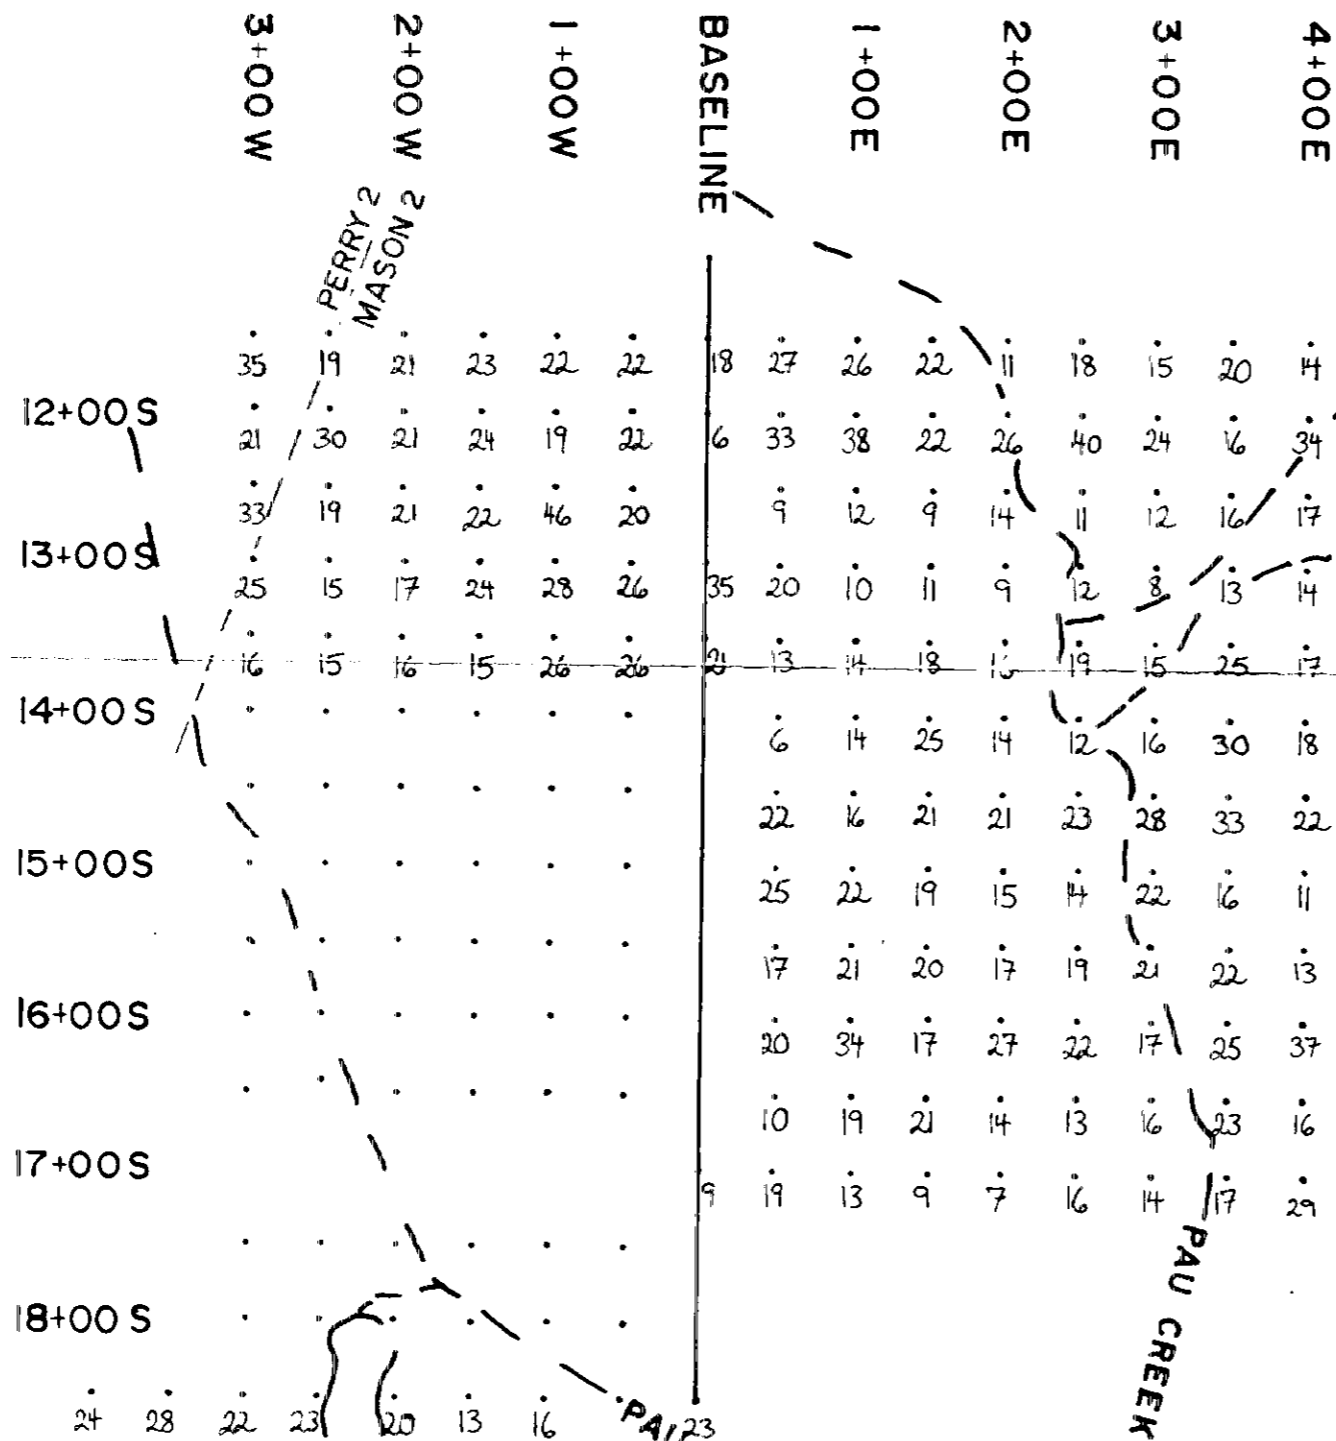 3+00W 2+00W 1+00W BASELINE 1+00E 2+00E 3+00E 4+00E
PERRY 2
MASON 2
35 19 21 23 22 22 18 27 26 22 11 18 15 20 14
12+00S
21 30 21 24 19 22 6 33 38 22 26 40 24 16 34
33 19 21 22 46 20 9 12 9 14 11 12 16 17
13+00S
25 15 17 24 28 26 35 20 10 11 9 12 8 13 14
16 15 16 15 26 26 21 13 14 18 16 19 15 25 17
14+00S
6 14 25 14 12 16 30 18
22 16 21 21 23 28 33 22
15+00S
25 22 19 15 14 22 16 11
17 21 20 17 19 21 22 13
16+00S
20 34 17 27 22 17 25 37
10 19 21 14 13 16 23 16
17+00S
9 19 13 9 7 16 14 17 29
PAU CREEK
18+00S
24 28 22 23 20 13 16 23